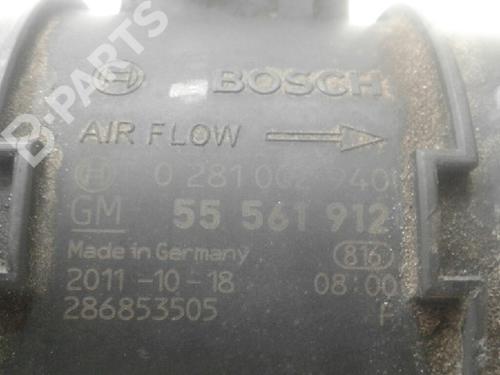 B-PARTS
BOSCH
AIR FLOW
0 281 002 940
GM 55 561 912
Made in Germany 816
2011-10-18 08:00
286853505 F